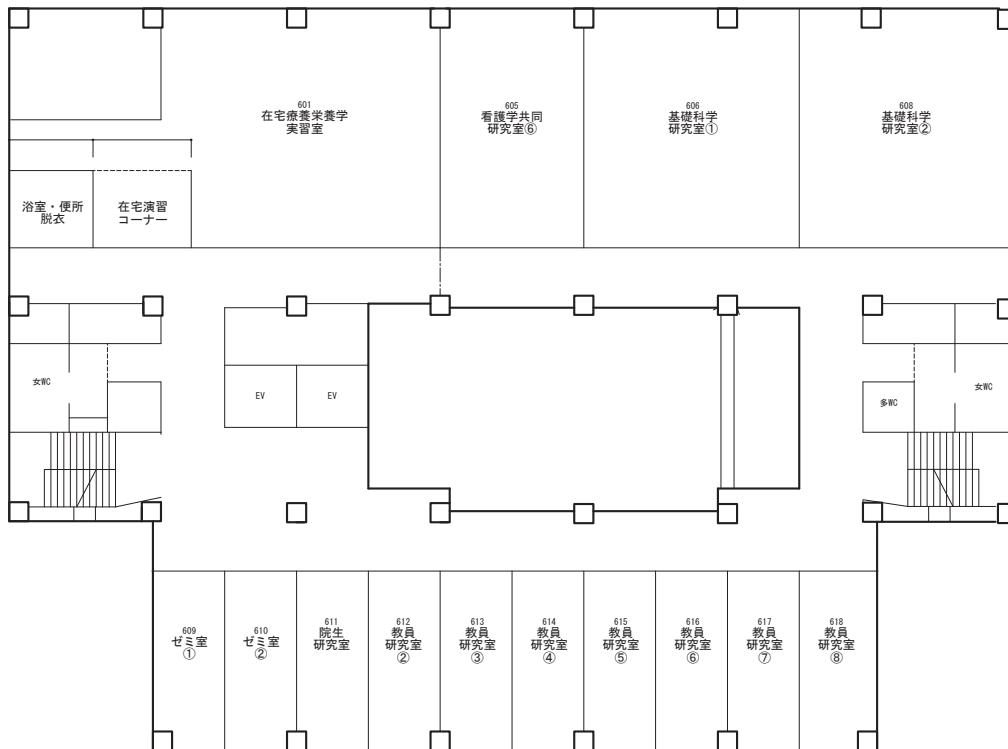 601
在宅療養栄養学
実習室
605
看護学共同
研究室⑥
606
基礎科学
研究室①
608
基礎科学
研究室②
浴室・便所
脱衣
在宅演習
コーナー
女WC
EV
EV
多WC
女WC
609
ゼミ室
①
610
ゼミ室
②
611
院生
研究室
612
教員
研究室
②
613
教員
研究室
③
614
教員
研究室
④
615
教員
研究室
⑤
616
教員
研究室
⑥
617
教員
研究室
⑦
618
教員
研究室
⑧